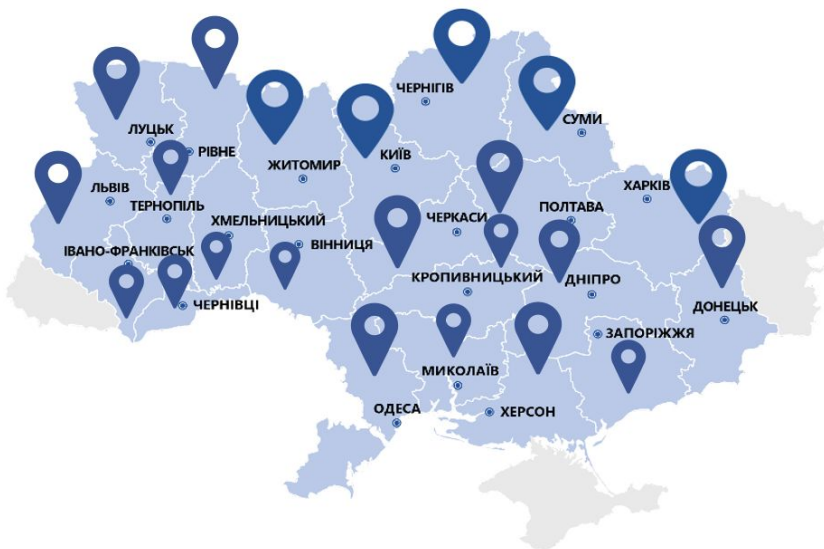 ЧЕРНІГІВ
СУМИ
ЛУЦЬК
РІВНЕ
ЖИТОМИР
КИЇВ
ЛЬВІВ
ТЕРНОПІЛЬ
ХМЕЛЬНИЦЬКИЙ
ЧЕРКАСИ
ПОЛТАВА
ХАРКІВ
ІВАНО-ФРАНКІВСЬК
ВІННИЦЯ
КРОПИВНИЦЬКИЙ
ДНІПРО
ЧЕРНІВЦІ
ДОНЕЦЬК
ЗАПОРІЖЖЯ
МИКОЛАЇВ
ОДЕСА
ХЕРСОН